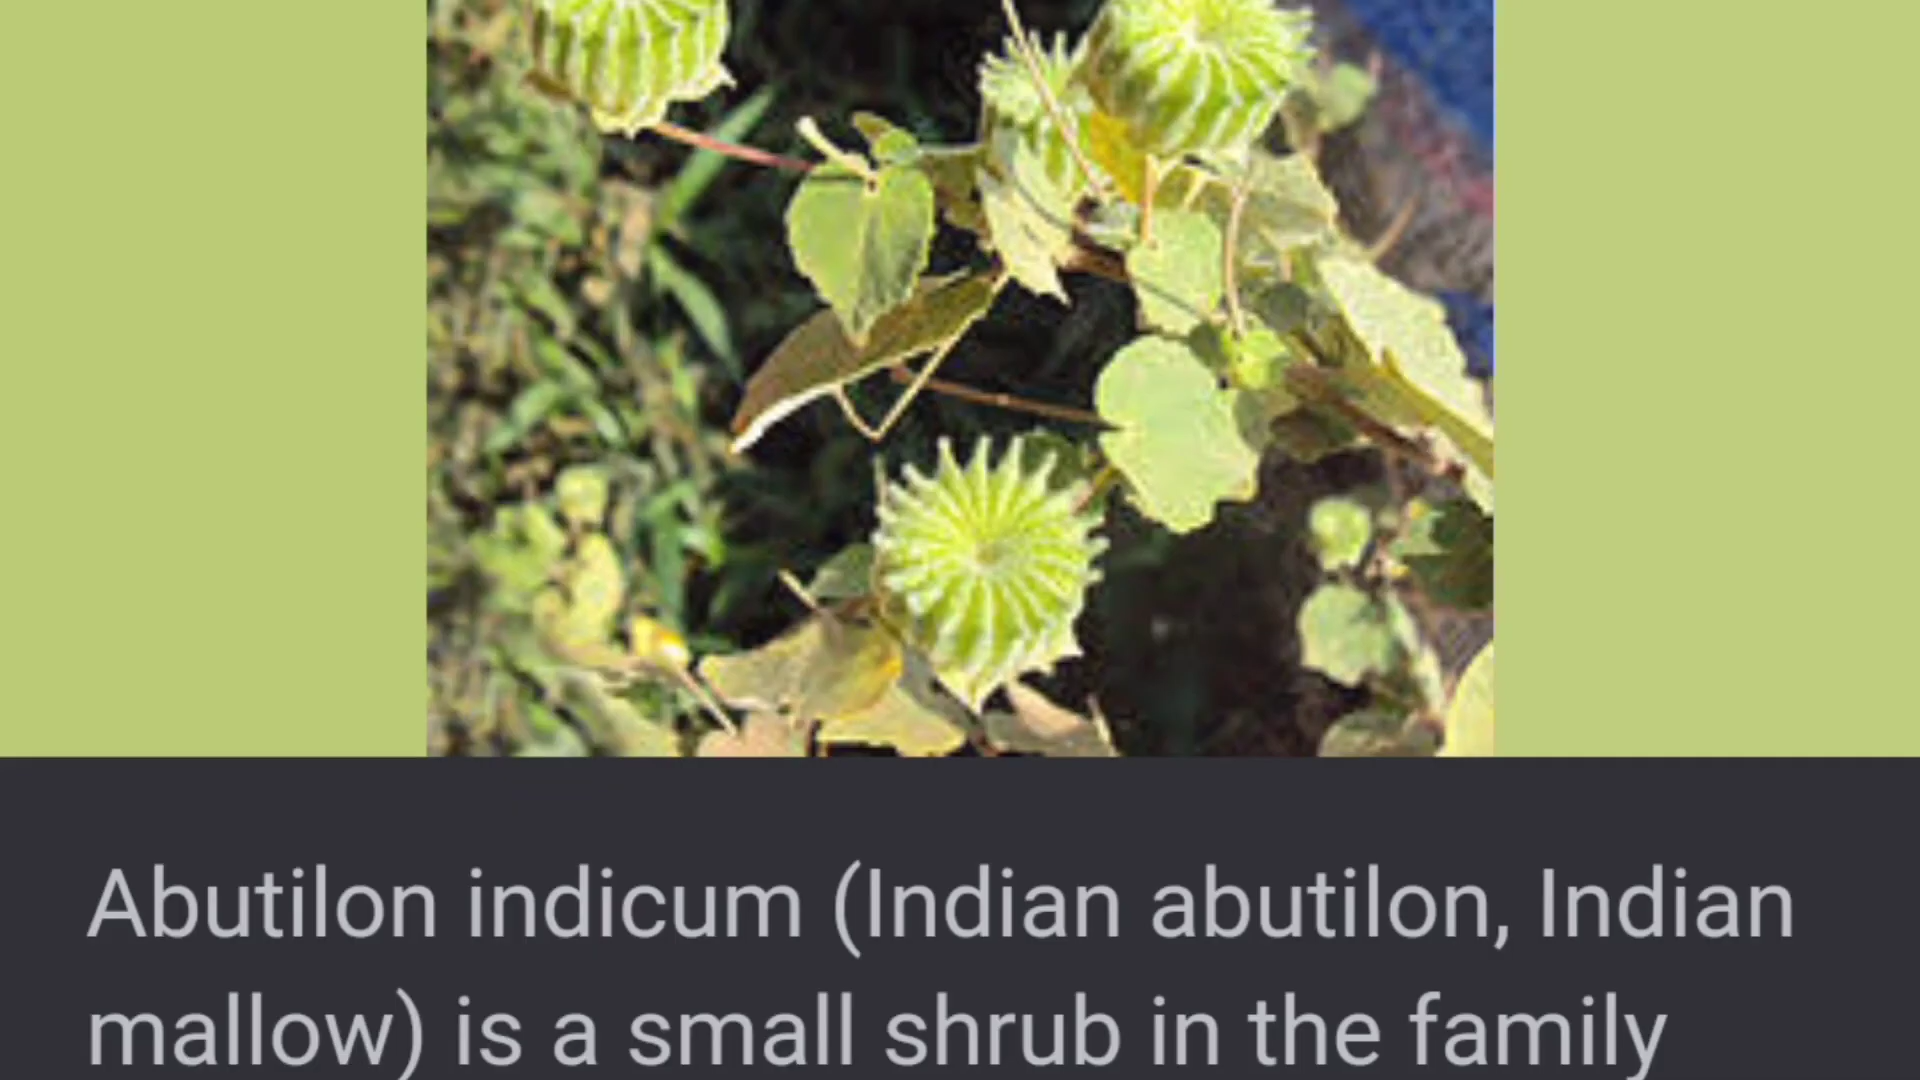 Abutilon indicum (Indian abutilon, Indian
mallow) is a small shrub in the family